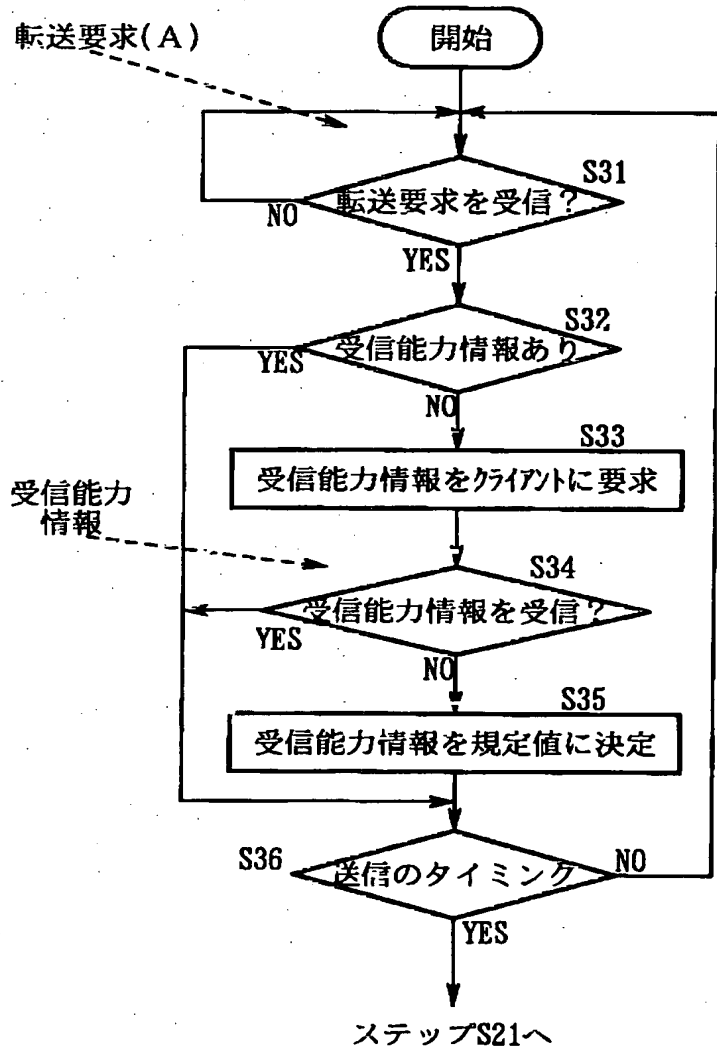 転送要求(A)
開始
S31
転送要求を受信？
NO
YES
S32
受信能力情報あり
YES
NO
S33
受信能力情報をｸﾗｲｱﾝﾄに要求
受信能力
情報
S34
受信能力情報を受信？
YES
NO
S35
受信能力情報を規定値に決定
S36
送信のタイミング
NO
YES
ステップS21へ